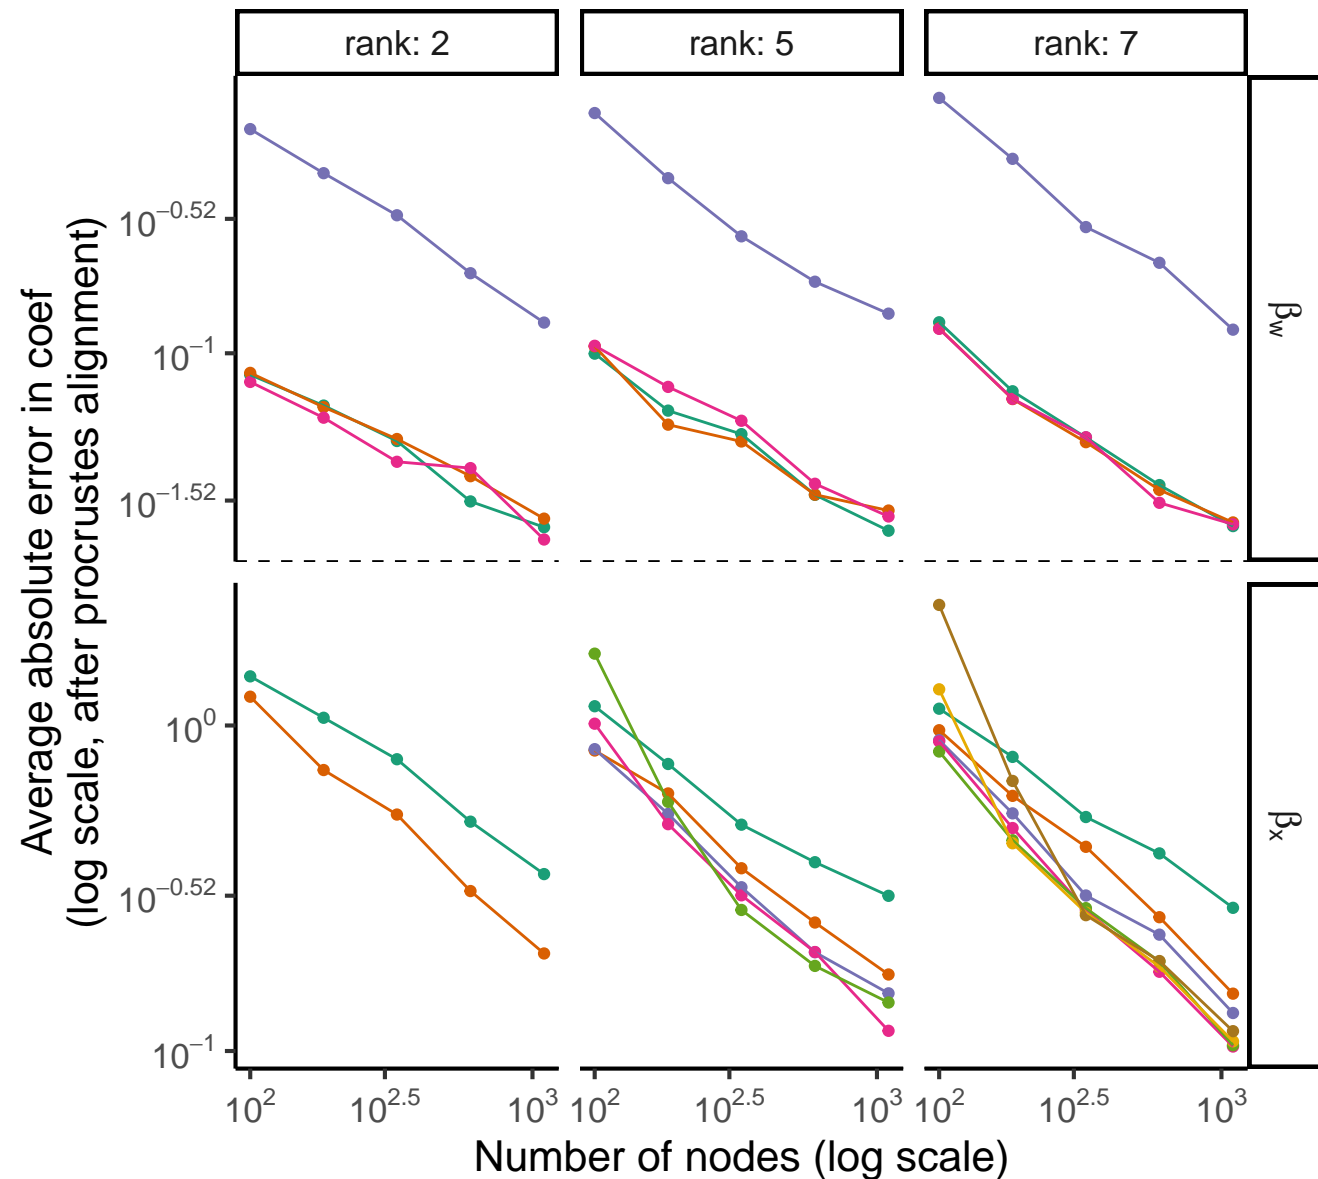 rank: 2
rank: 5
rank: 7
Average absolute error in coef
(log scale, after procrustes alignment)
10^−0.52
10^−1
10^−1.52
β_w
10^0
10^−0.52
10^−1
β_x
10^2
10^2.5
10^3
10^2
10^2.5
10^3
10^2
10^2.5
10^3
Number of nodes (log scale)